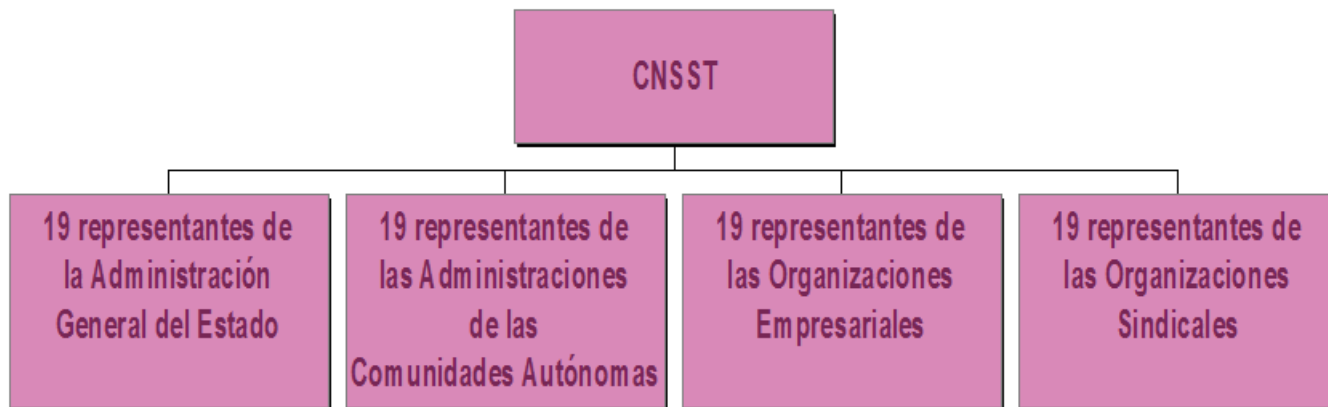 CNSST
19 representantes de
la Administración
General del Estado
19 representantes de
las Administraciones
de las
Comunidades Autónomas
19 representantes de
las Organizaciones
Empresariales
19 representantes de
las Organizaciones
Sindicales